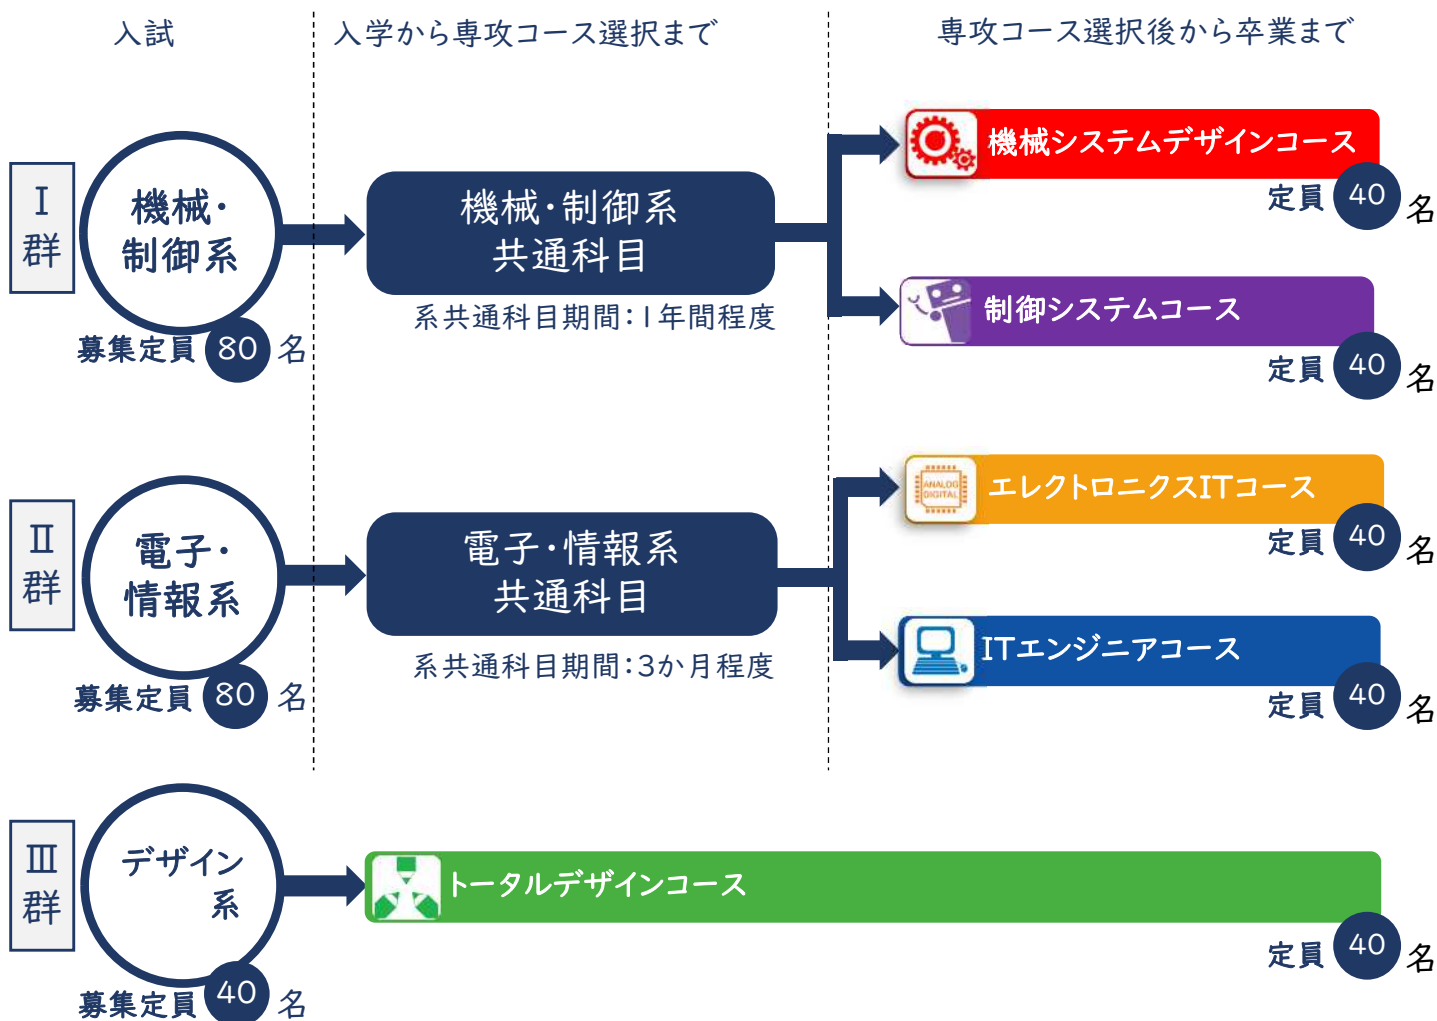 入試
入学から専攻コース選択まで
専攻コース選択後から卒業まで
Ⅰ
群
機械・
制御系
募集定員 80 名
機械・制御系
共通科目
系共通科目期間：1年間程度
機械システムデザインコース
定員 40 名
制御システムコース
定員 40 名
Ⅱ
群
電子・
情報系
募集定員 80 名
電子・情報系
共通科目
系共通科目期間：3か月程度
ANALOG
DIGITAL
エレクトロニクスITコース
定員 40 名
ITエンジニアコース
定員 40 名
Ⅲ
群
デザイン
系
募集定員 40 名
トータルデザインコース
定員 40 名